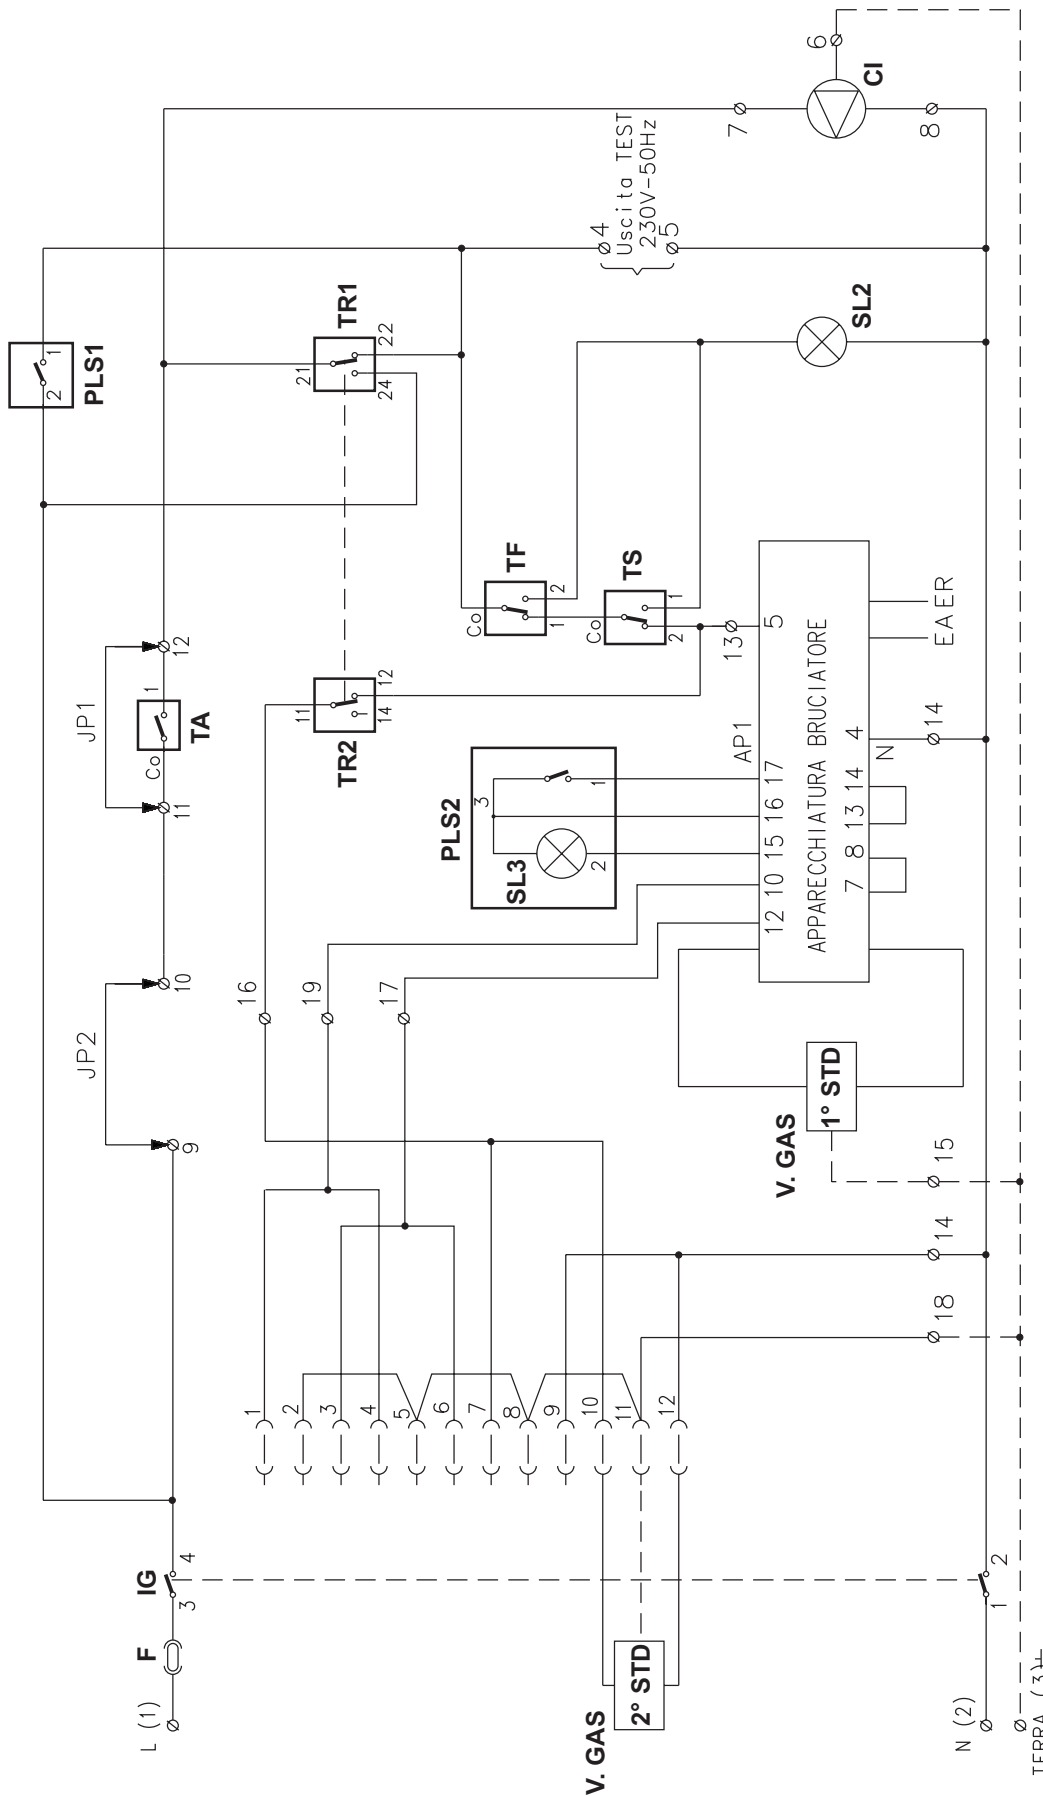 L (1)
F
IG
3
4
9
JP2
10
11
JP1
Co
TA
1
12
PLS1
2
1
TR1
21
22
24
TR2
11
12
14
TF
Co
1
2
TS
Co
2
1
13
SL2
4
Uscita TEST
230V-50Hz
5
7
CI
6
8
PLS2
3
SL3
2
1
AP1
12
10
15
16
17
5
APPARECCHIATURA BRUCIATORE
7
8
13
14
4
N
EA
ER
14
16
19
17
V. GAS
1° STD
15
14
18
1
2
3
4
5
6
7
8
9
10
11
12
V. GAS
2° STD
1
2
N (2)
TERRA (3)